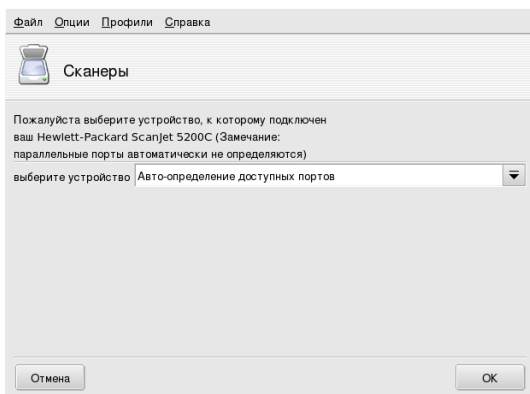 Файл Опции Профили Справка
Сканеры
Пожалуйста выберите устройство, к которому подключен
ваш Hewlett-Packard ScanJet 5200C (Замечание:
параллельные порты автоматически не определяются)
выберите устройство Авто-определение доступных портов
Отмена OK